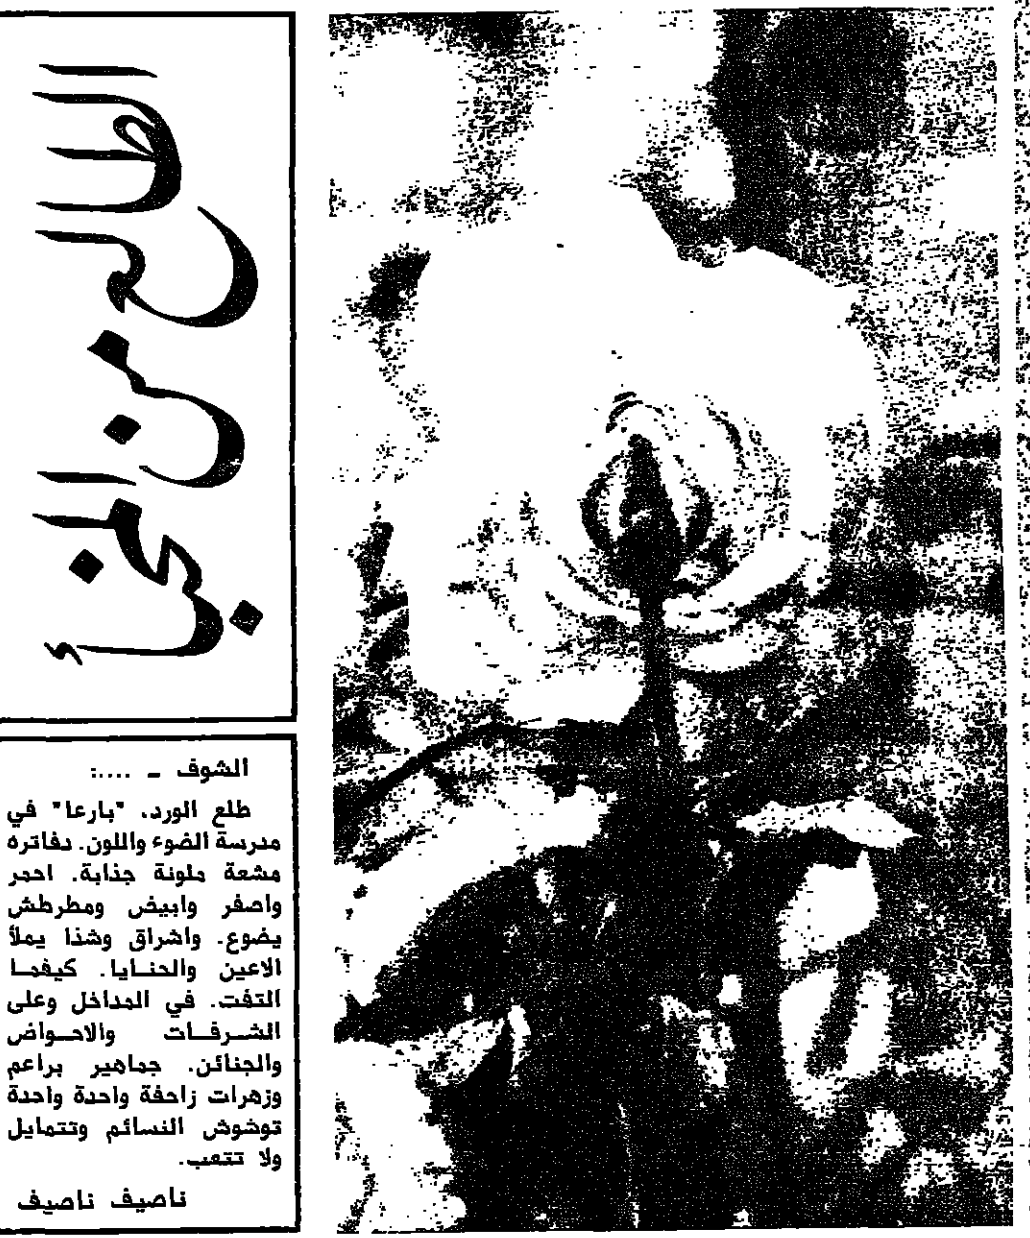 الطالع من المخبأ
الشوف ـ ....:
طلع الورد. "بارعا" في
مدرسة الضوء واللون. دفاتره
مشعة ملونة جذابة. احمر
واصفر وابيض ومطرطش
يضوع. واشراق وشذا يملأ
الاعين والحنايا. كيفما
التفت. في المداخل وعلى
الشرفات والاحواض
والجنائن. جماهير براعم
وزهرات زاحفة واحدة واحدة
توشوش النسائم وتتمايل
ولا تتعب.
ناصيف ناصيف